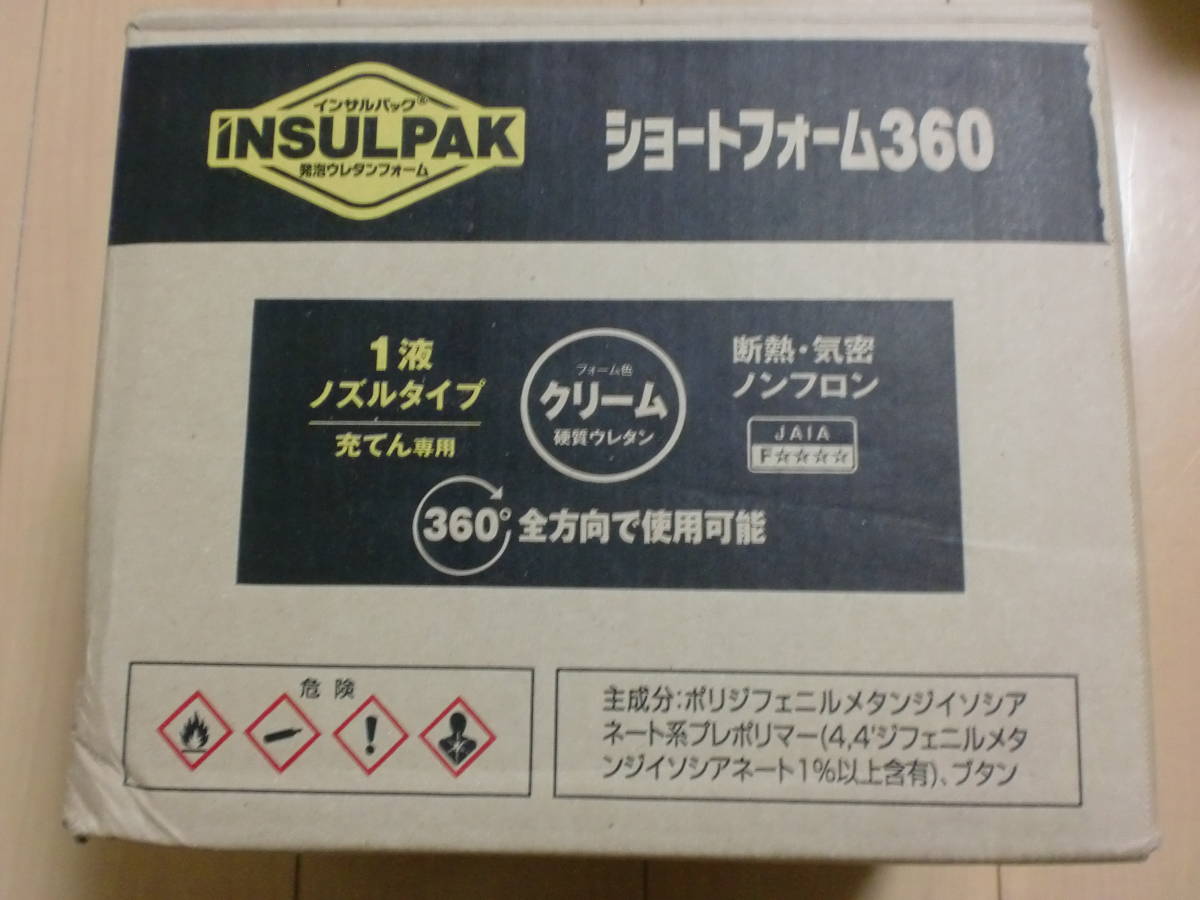 インサルパック®
iNSULPAK
発泡ウレタンフォーム
ショートフォーム360
1液
ノズルタイプ
充てん専用
フォーム色
クリーム
硬質ウレタン
断熱・気密
ノンフロン
JAIA
F☆☆☆☆
360° 全方向で使用可能
危険
主成分:ポリジフェニルメタンジイソシア
ネート系プレポリマー(4,4'ジフェニルメタ
ンジイソシアネート1%以上含有)、ブタン